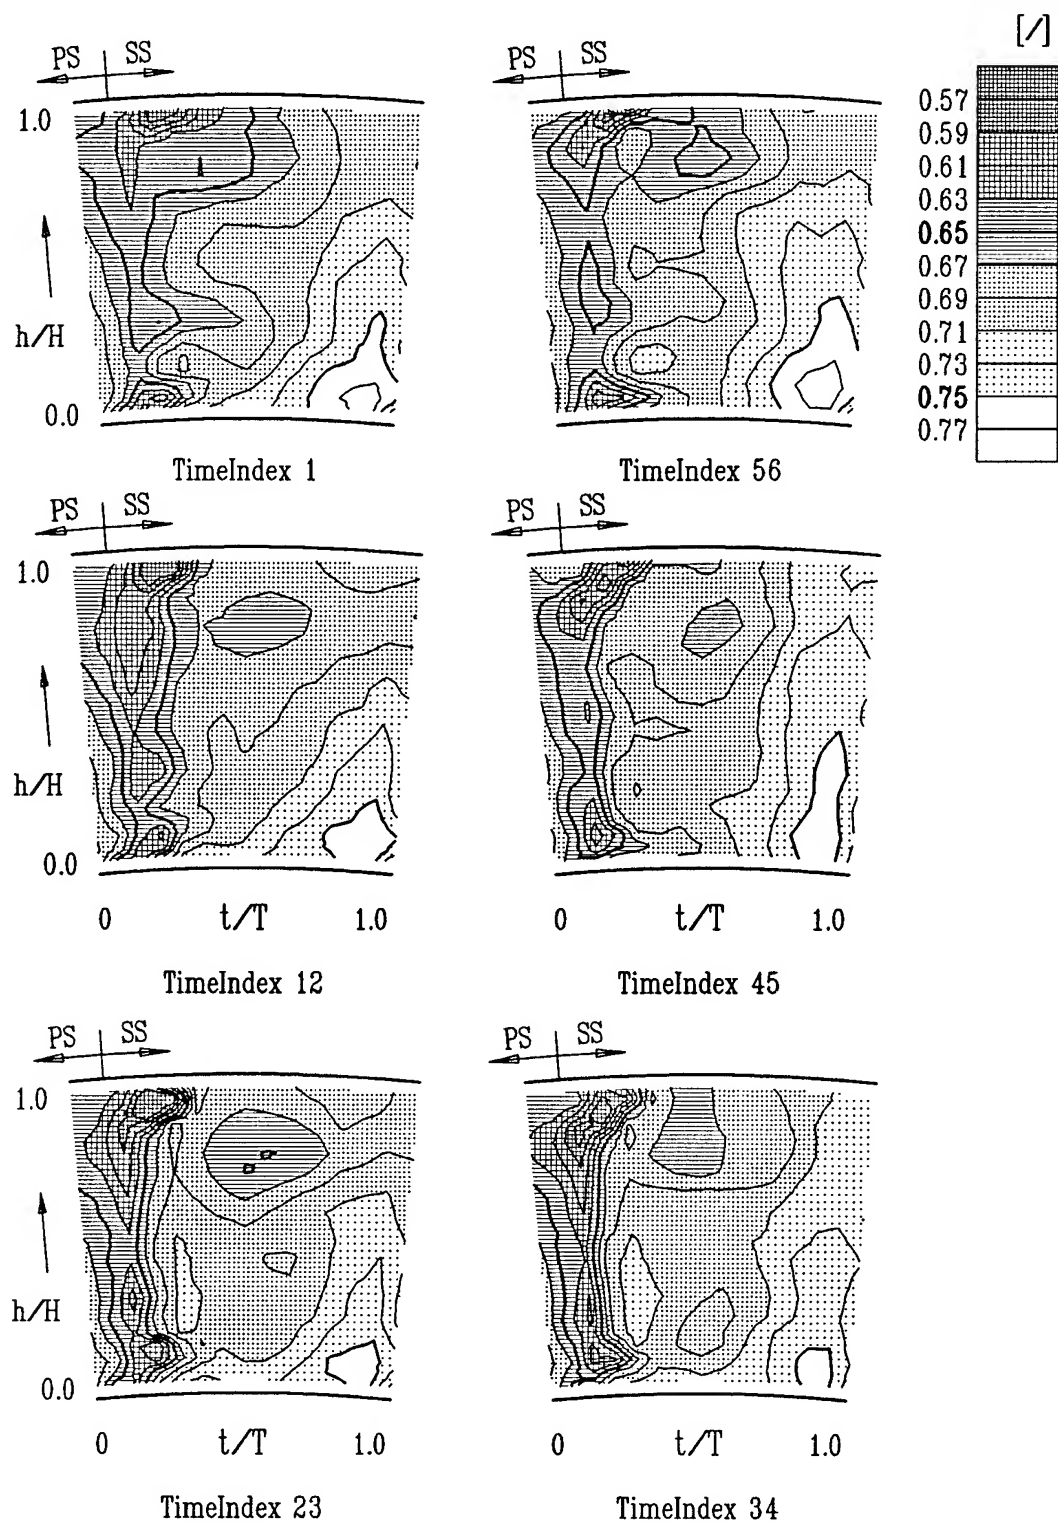 [/]
PS SS
PS SS
1.0
h/H
0.0
0.57
0.59
0.61
0.63
0.65
0.67
0.69
0.71
0.73
0.75
0.77
TimeIndex 1
TimeIndex 56
PS SS
PS SS
1.0
h/H
0.0
0 t/T 1.0
0 t/T 1.0
TimeIndex 12
TimeIndex 45
PS SS
PS SS
1.0
h/H
0.0
0 t/T 1.0
0 t/T 1.0
TimeIndex 23
TimeIndex 34